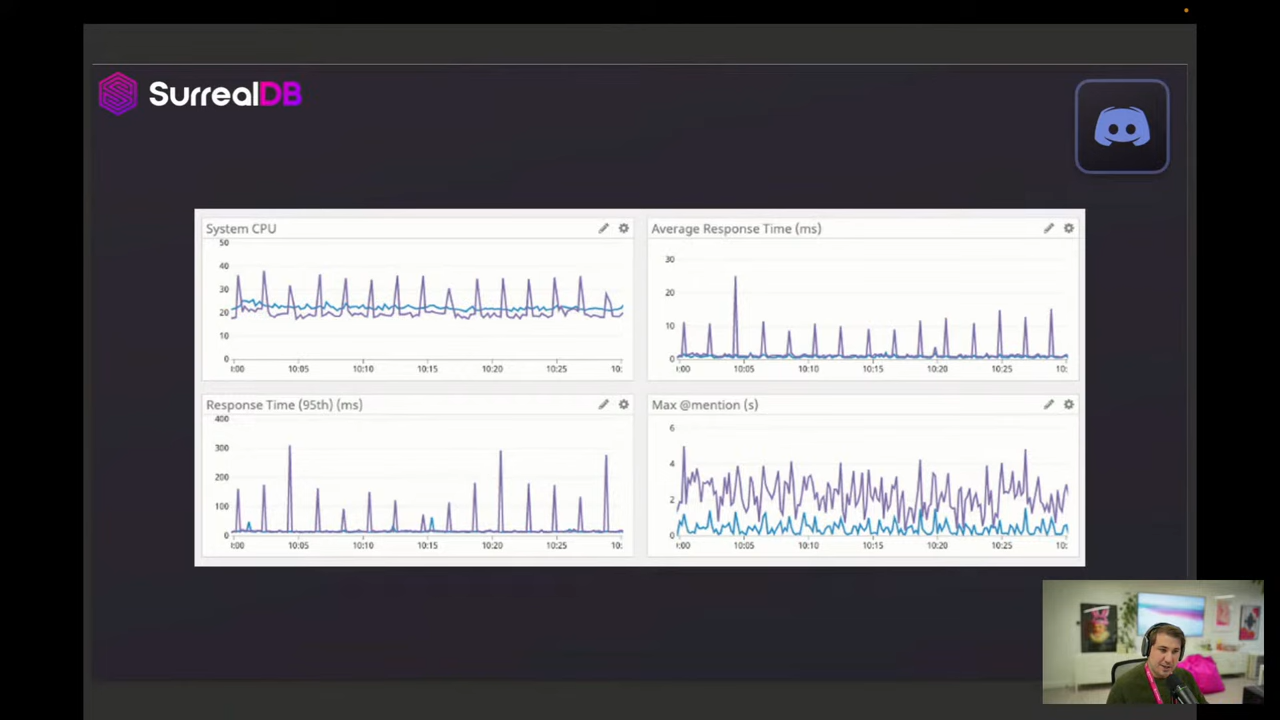 SurrealDB
System CPU
50
40
30
20
10
0
:00 10:05 10:10 10:15 10:20 10:25 10:
Average Response Time (ms)
30
20
10
0
:00 10:05 10:10 10:15 10:20 10:25 10:
Response Time (95th) (ms)
400
300
200
100
0
:00 10:05 10:10 10:15 10:20 10:25 10:
Max @mention (s)
6
4
2
0
:00 10:05 10:10 10:15 10:20 10:25 10: